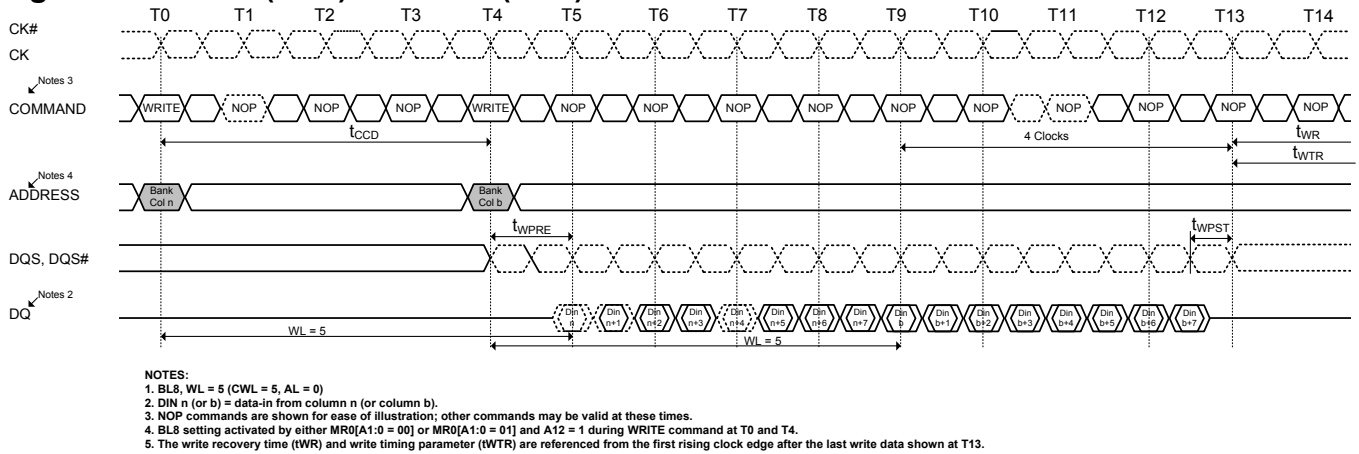 T0 T1 T2 T3 T4 T5 T6 T7 T8 T9 T10 T11 T12 T13 T14
CK#
CK
Notes 3
COMMAND WRITE NOP NOP NOP WRITE NOP NOP NOP NOP NOP NOP NOP NOP NOP NOP
tCCD 4 Clocks tWR
tWTR
Notes 4
ADDRESS Bank Col n Bank Col b
tWPRE tWPST
DQS, DQS#
Notes 2
DQ Din n Din n+1 Din n+2 Din n+3 Din n+4 Din n+5 Din n+6 Din n+7 Din b Din b+1 Din b+2 Din b+3 Din b+4 Din b+5 Din b+6 Din b+7
WL = 5 WL = 5
NOTES:
1. BL8, WL = 5 (CWL = 5, AL = 0)
2. DIN n (or b) = data-in from column n (or column b).
3. NOP commands are shown for ease of illustration; other commands may be valid at these times.
4. BL8 setting activated by either MR0[A1:0 = 00] or MR0[A1:0 = 01] and A12 = 1 during WRITE command at T0 and T4.
5. The write recovery time (tWR) and write timing parameter (tWTR) are referenced from the first rising clock edge after the last write data shown at T13.